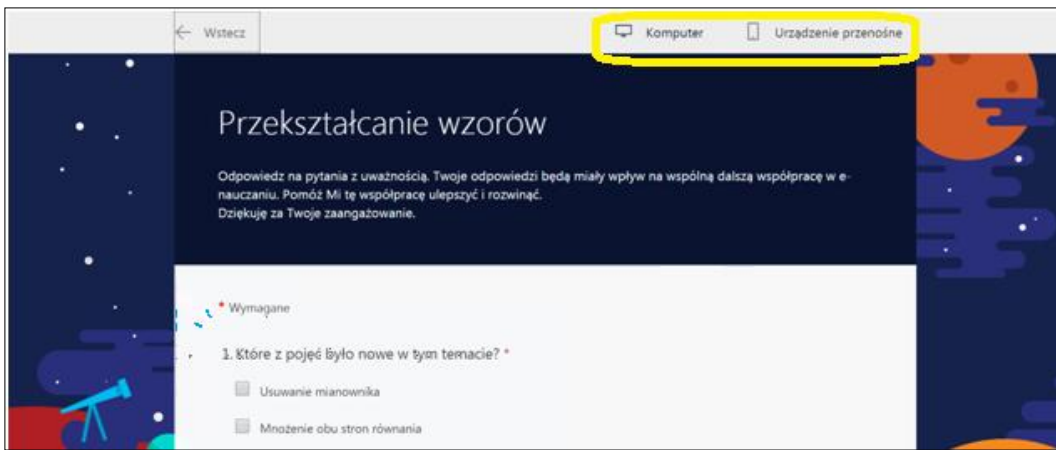 Wstecz
Komputer
Urządzenie przenośne
Przekształcanie wzorów
Odpowiedz na pytania z uważnością. Twoje odpowiedzi będą miały wpływ na wspólną dalszą współpracę w e-
nauczaniu. Pomóż Mi tę współpracę ulepszyć i rozwinąć.
Dziękuję za Twoje zaangażowanie.
* Wymagane
1. Które z pojęć było nowe w tym temacie? *
Usuwanie mianownika
Mnożenie obu stron równania